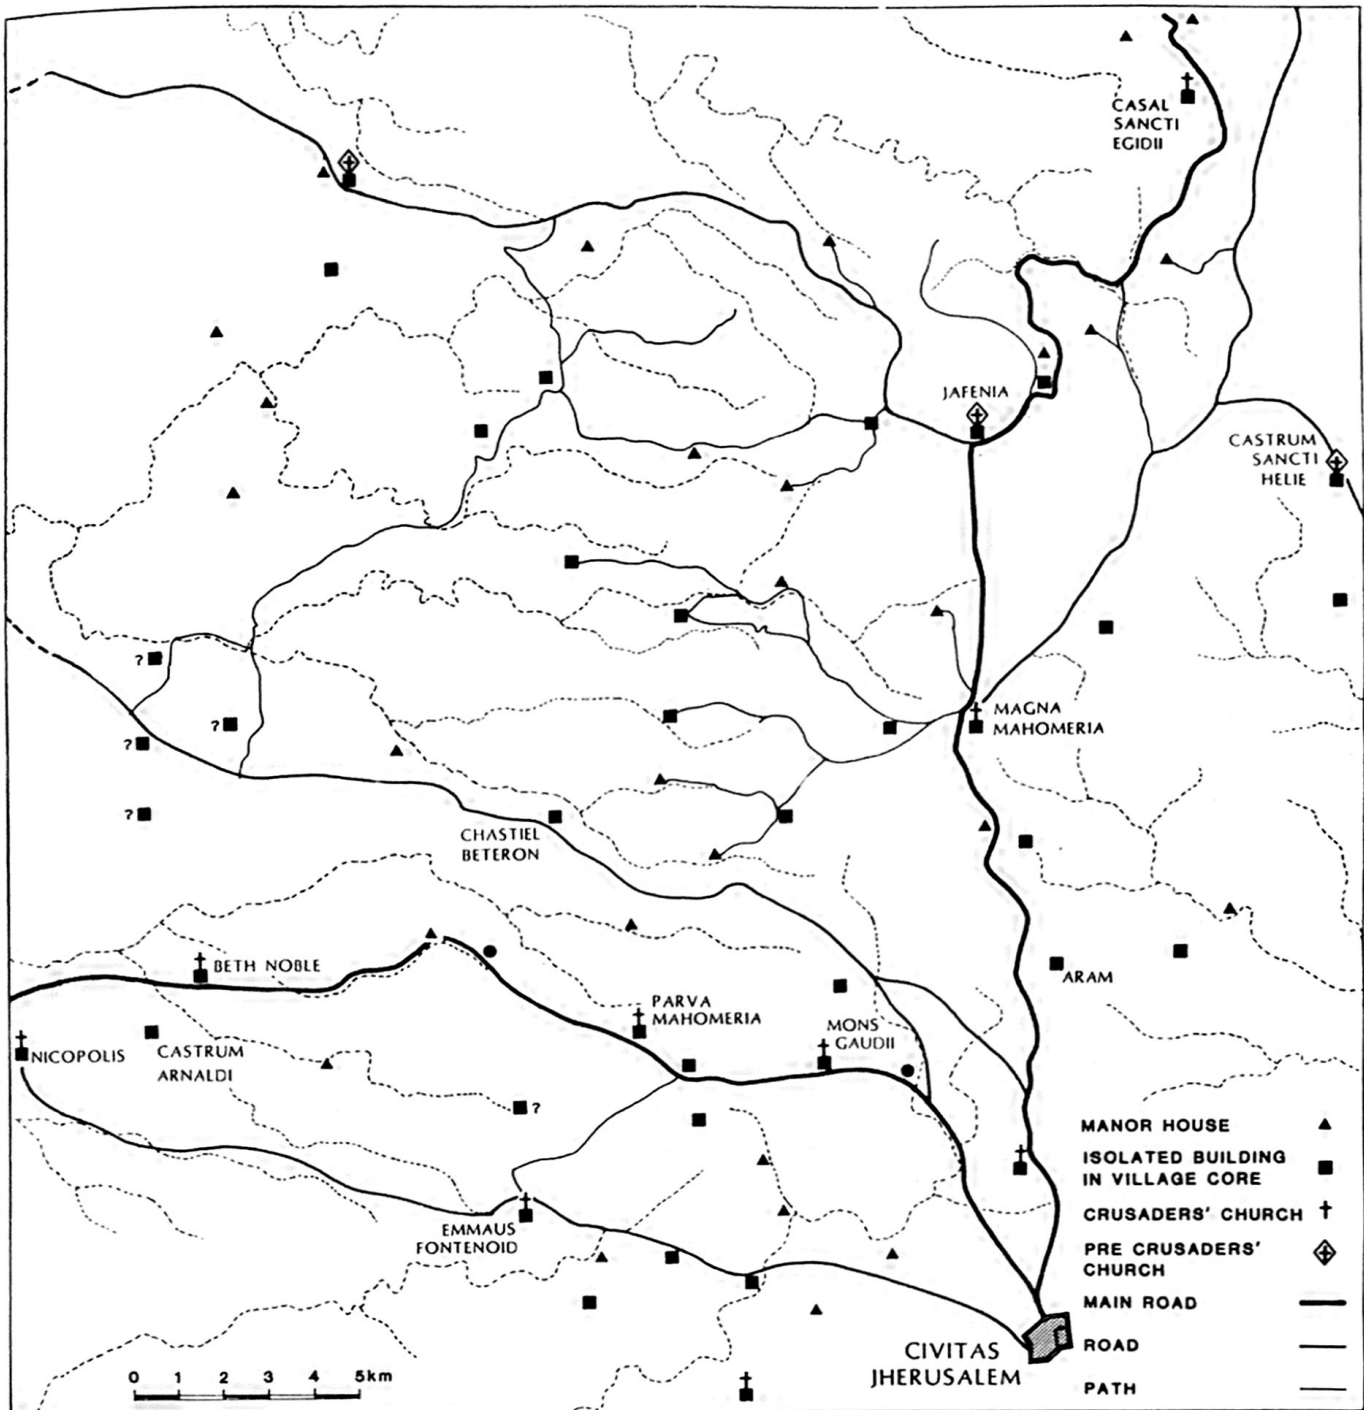 CASAL
SANCTI
EGIDII
JAFENIA
CASTRUM
SANCTI
HELIE
?
?
?
?
MAGNA
MAHOMERIA
CHASTIEL
BETERON
BETH NOBLE
ARAM
PARVA
MAHOMERIA
MONS
GAUDII
NICOPOLIS
CASTRUM
ARNALDI
?
EMMAUS
FONTENOID
CIVITAS
JHERUSALEM
MANOR HOUSE
ISOLATED BUILDING
IN VILLAGE CORE
CRUSADERS' CHURCH
PRE CRUSADERS'
CHURCH
MAIN ROAD
ROAD
PATH
0 1 2 3 4 5km